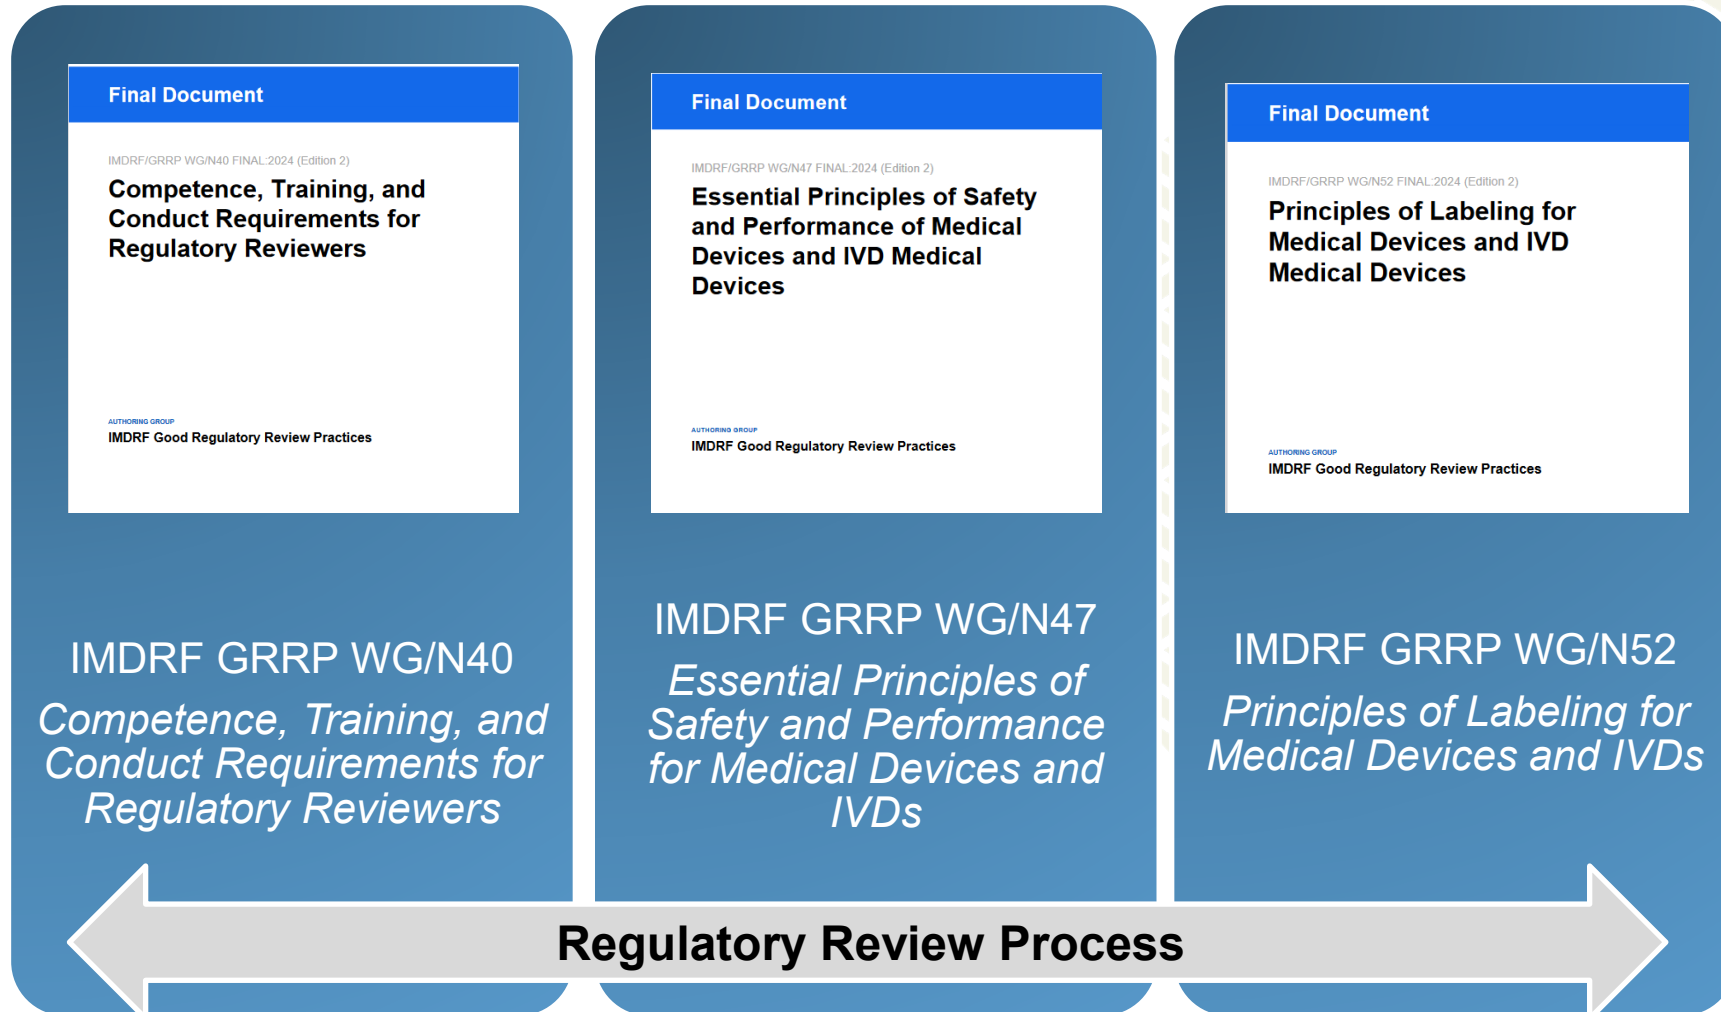 Final Document
IMDRF/GRRP WG/N40 FINAL:2024 (Edition 2)
Competence, Training, and
Conduct Requirements for
Regulatory Reviewers
AUTHORING GROUP
IMDRF Good Regulatory Review Practices
IMDRF GRRP WG/N40
Competence, Training, and
Conduct Requirements for
Regulatory Reviewers
Final Document
IMDRF/GRRP WG/N47 FINAL:2024 (Edition 2)
Essential Principles of Safety
and Performance of Medical
Devices and IVD Medical
Devices
AUTHORING GROUP
IMDRF Good Regulatory Review Practices
IMDRF GRRP WG/N47
Essential Principles of
Safety and Performance
for Medical Devices and
IVDs
Final Document
IMDRF/GRRP WG/N52 FINAL:2024 (Edition 2)
Principles of Labeling for
Medical Devices and IVD
Medical Devices
AUTHORING GROUP
IMDRF Good Regulatory Review Practices
IMDRF GRRP WG/N52
Principles of Labeling for
Medical Devices and IVDs
Regulatory Review Process